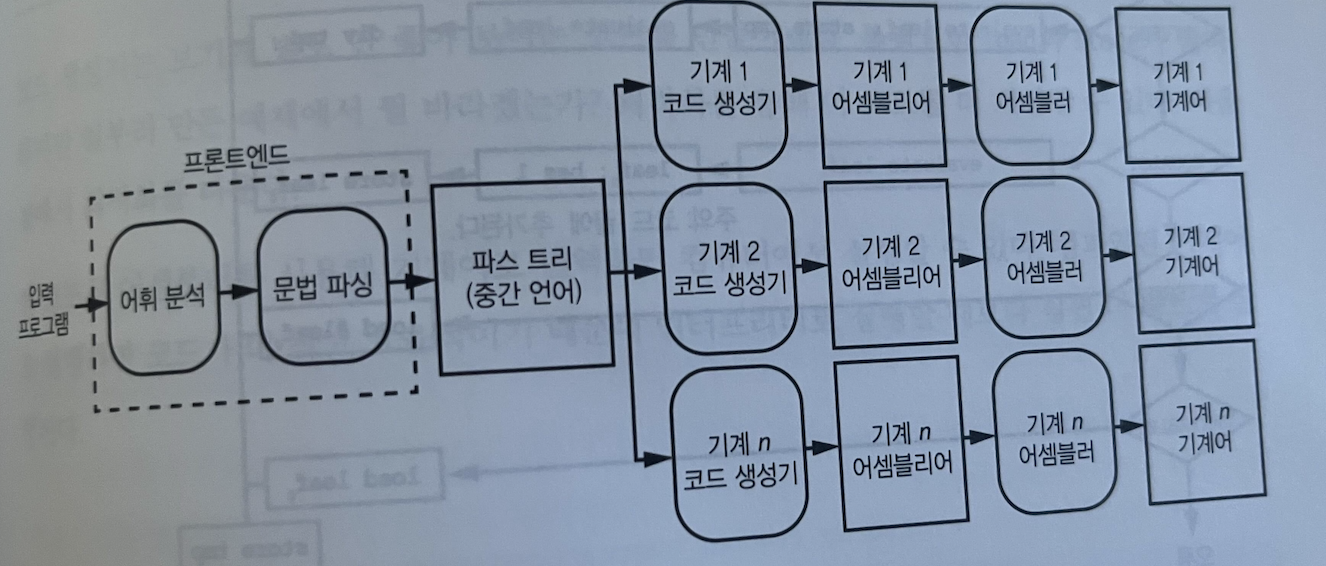 프론트엔드
입력
프로그램
어휘 분석
문법 파싱
파스 트리
(중간 언어)
기계 1
코드 생성기
기계 1
어셈블리어
기계 1
어셈블러
기계 1
기계어
기계 2
코드 생성기
기계 2
어셈블리어
기계 2
어셈블러
기계 2
기계어
기계 n
코드 생성기
기계 n
어셈블리어
기계 n
어셈블러
기계 n
기계어